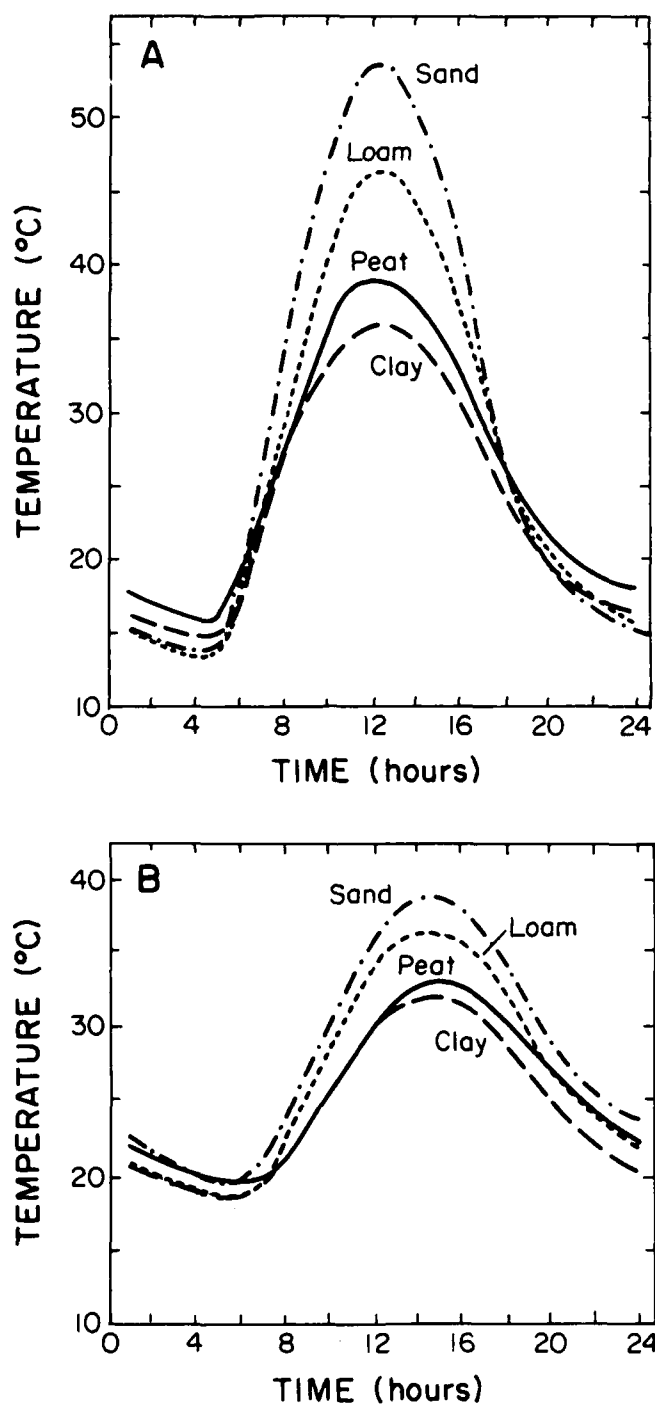 A
Sand
50
Loam
40
Peat
Clay
30
20
10
0 4 8 12 16 20 24
TEMPERATURE (°C)
TIME (hours)
B
40
Sand
Loam
Peat
30
Clay
20
10
0 4 8 12 16 20 24
TEMPERATURE (°C)
TIME (hours)